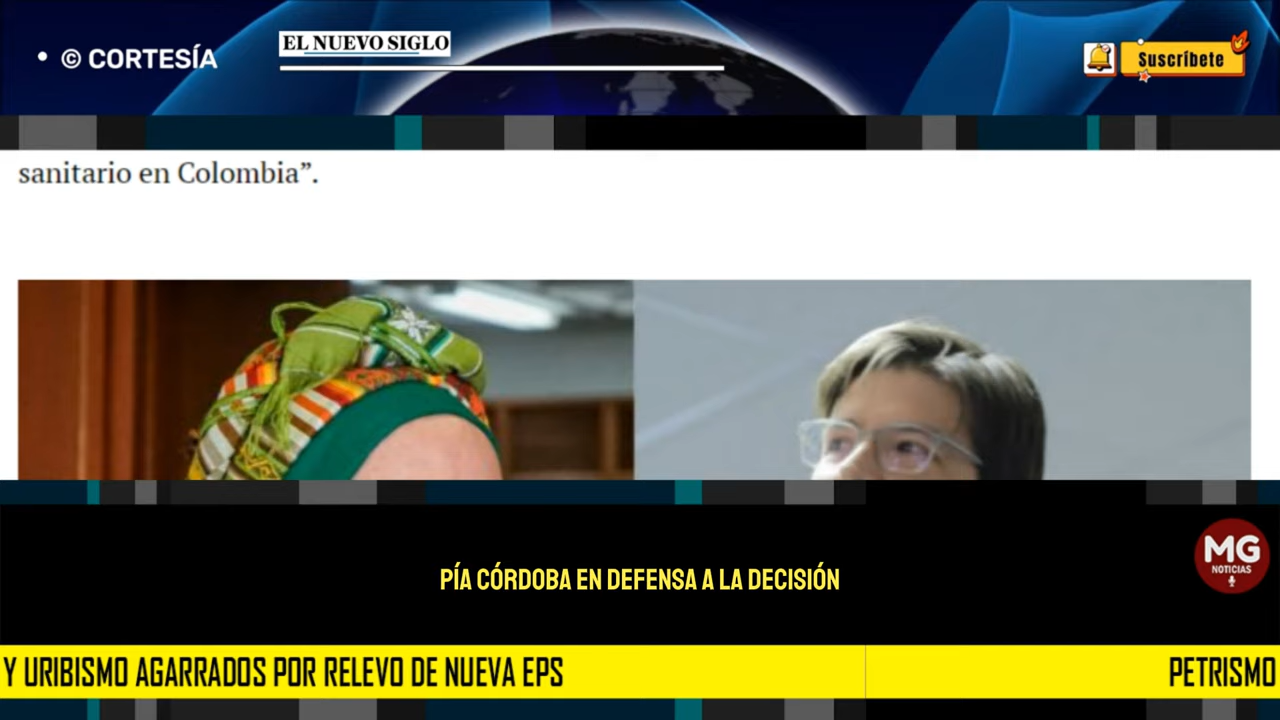 • © CORTESÍA
EL NUEVO SIGLO
Suscríbete
sanitario en Colombia”.
PÍA CÓRDOBA EN DEFENSA A LA DECISIÓN
MG
NOTICIAS
Y URIBISMO AGARRADOS POR RELEVO DE NUEVA EPS
PETRISMO